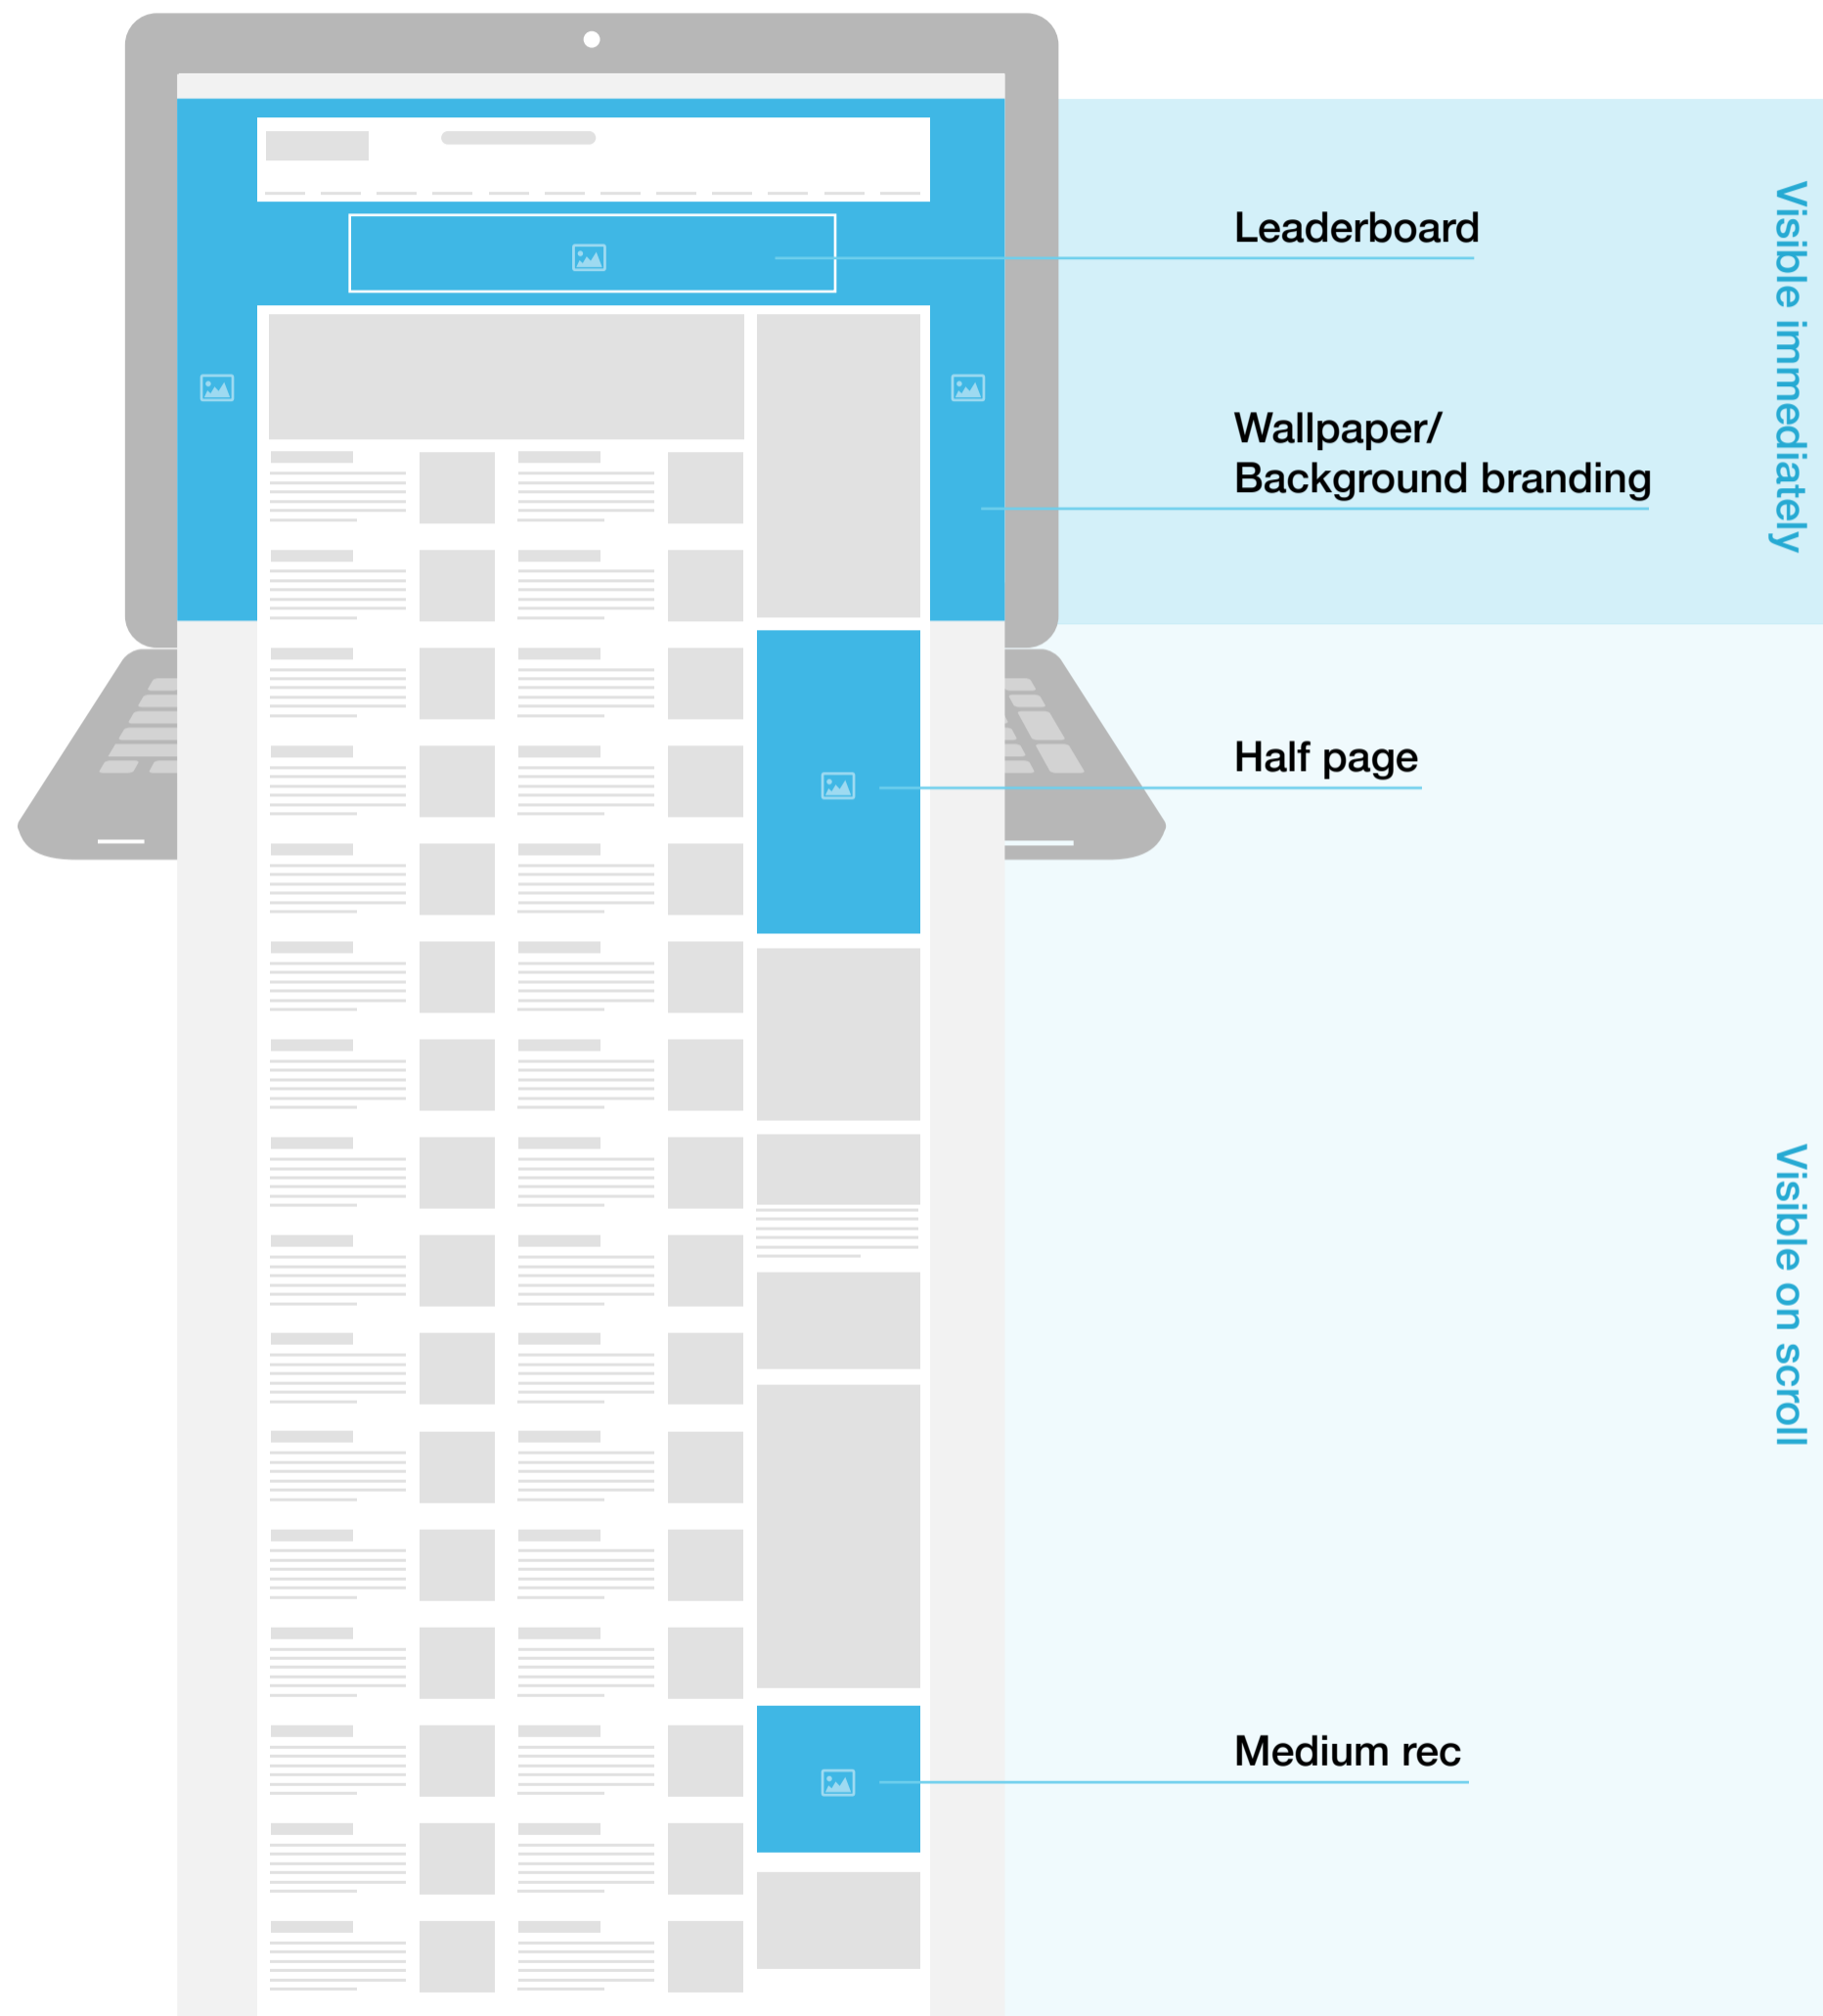 Leaderboard
Wallpaper/
Background branding
Visible immediately
Half page
Visible on scroll
Medium rec